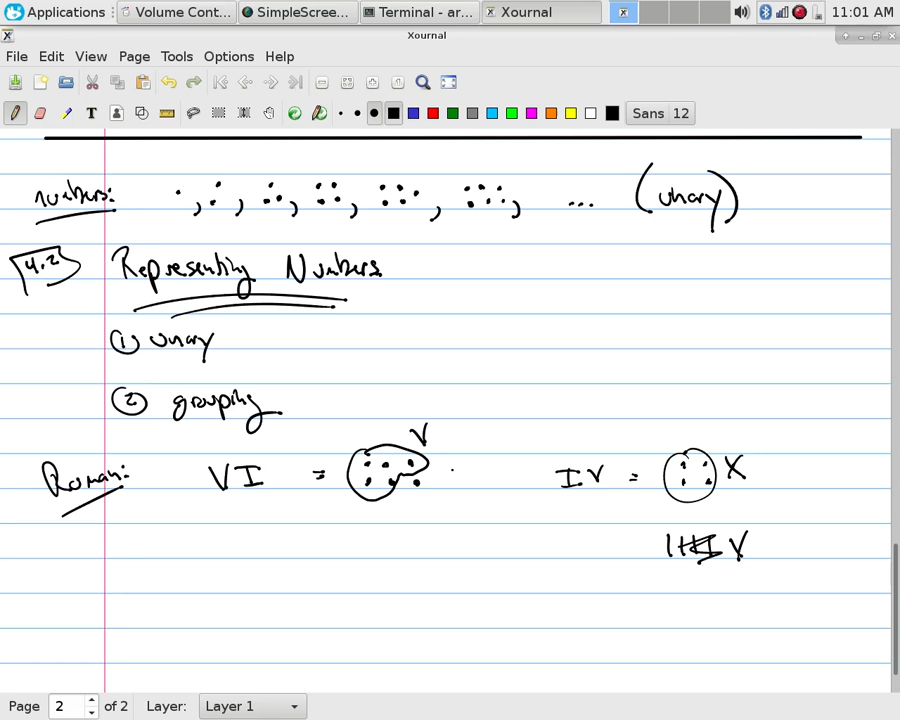 Applications Volume Cont... SimpleScree... Terminal - ar... Xournal 11:01 AM
Xournal
File Edit View Page Tools Options Help
Sans 12
numbers: ., :, , , , , ... (unary)
4.2 Representing Numbers
① unary
② grouping
V
Roman: VI = IV = X
V
Page 2 of 2 Layer: Layer 1